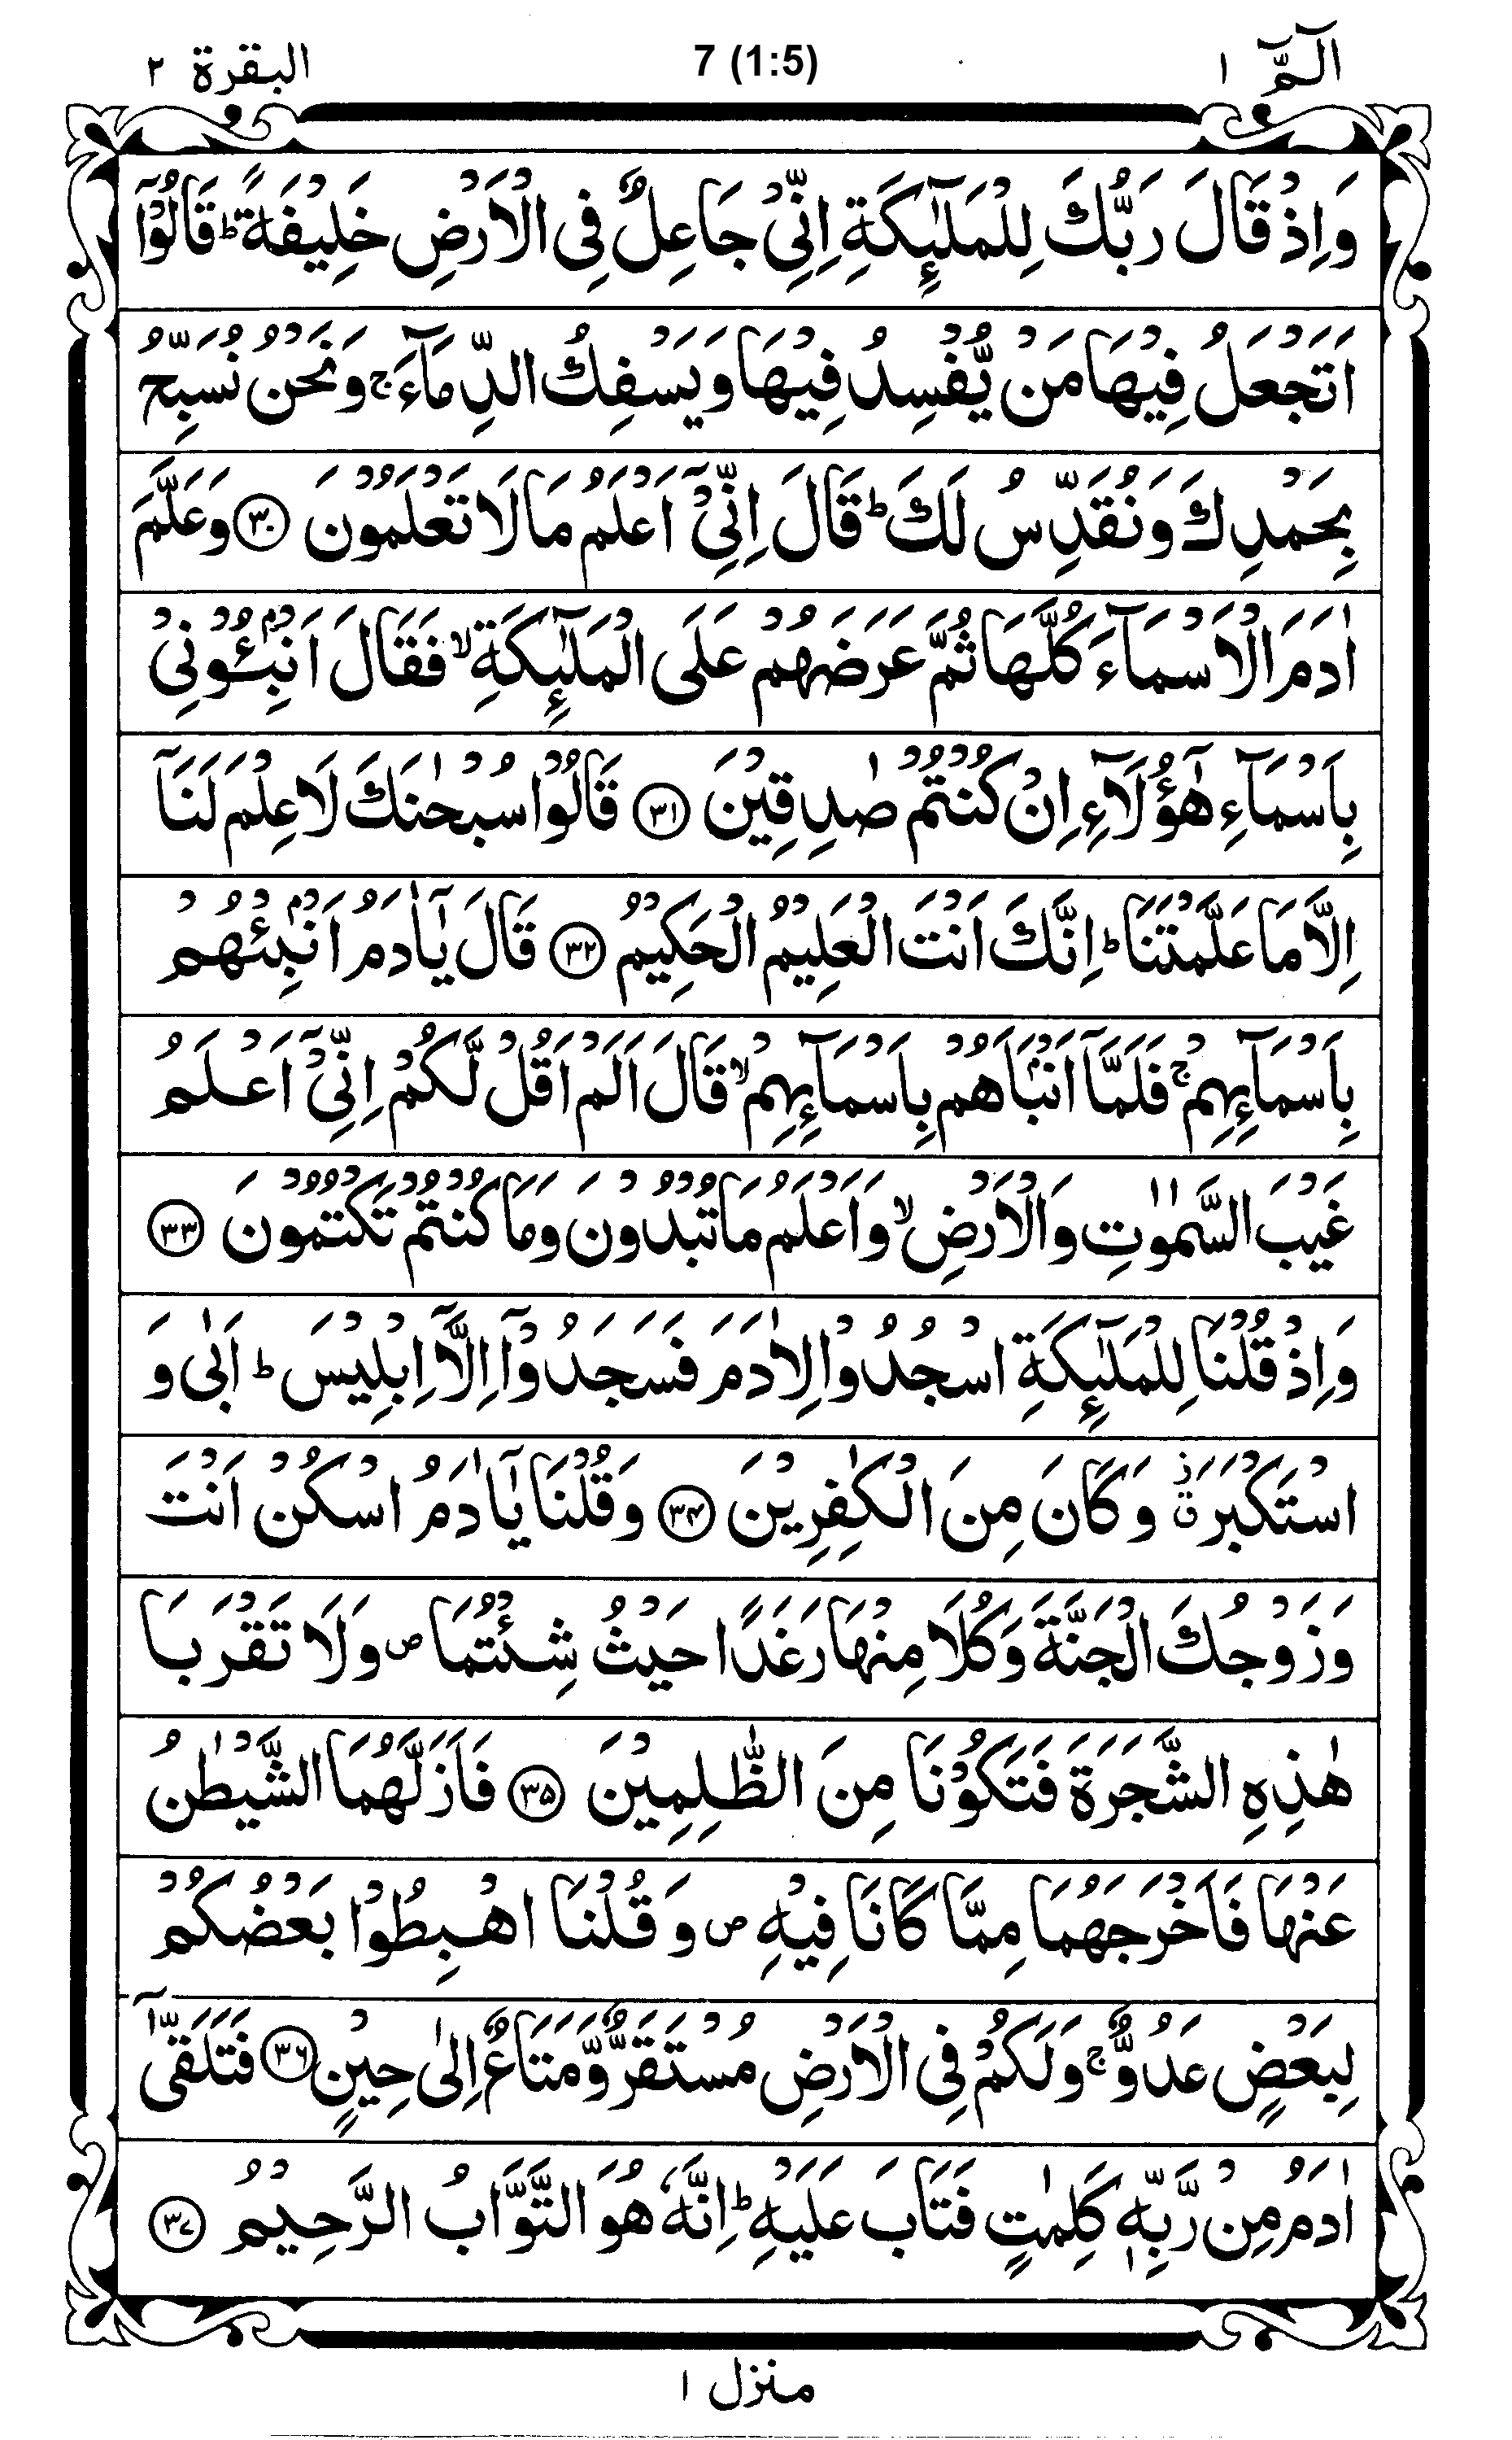 الٓمّٓ ١ 7 (1:5) البقرة ٢
وَاِذْ قَالَ رَبُّكَ لِلْمَلٰٓئِكَةِ اِنِّیْ جَاعِلٌ فِی الْاَرْضِ خَلِیْفَةً ؕ قَالُوْۤا
اَتَجْعَلُ فِیْهَا مَنْ یُّفْسِدُ فِیْهَا وَیَسْفِكُ الدِّمَآءَ ۚ وَنَحْنُ نُسَبِّحُ
بِحَمْدِكَ وَنُقَدِّسُ لَكَ ؕ قَالَ اِنِّیْۤ اَعْلَمُ مَا لَا تَعْلَمُوْنَ ﴿۳۰﴾ وَعَلَّمَ
اٰدَمَ الْاَسْمَآءَ كُلَّهَا ثُمَّ عَرَضَهُمْ عَلَی الْمَلٰٓئِكَةِ ۙ فَقَالَ اَنْۢبِـُٔوْنِیْ
بِاَسْمَآءِ هٰۤؤُلَآءِ اِنْ كُنْتُمْ صٰدِقِیْنَ ﴿۳۱﴾ قَالُوْا سُبْحٰنَكَ لَا عِلْمَ لَنَاۤ
اِلَّا مَا عَلَّمْتَنَا ؕ اِنَّكَ اَنْتَ الْعَلِیْمُ الْحَكِیْمُ ﴿۳۲﴾ قَالَ یٰۤاٰدَمُ اَنْۢبِئْهُمْ
بِاَسْمَآئِهِمْ ۚ فَلَمَّاۤ اَنْۢبَاَهُمْ بِاَسْمَآئِهِمْ ۙ قَالَ اَلَمْ اَقُلْ لَّكُمْ اِنِّیْۤ اَعْلَمُ
غَیْبَ السَّمٰوٰتِ وَالْاَرْضِ ۙ وَاَعْلَمُ مَا تُبْدُوْنَ وَمَا كُنْتُمْ تَكْتُمُوْنَ ﴿۳۳﴾
وَاِذْ قُلْنَا لِلْمَلٰٓئِكَةِ اسْجُدُوْا لِاٰدَمَ فَسَجَدُوْۤا اِلَّاۤ اِبْلِیْسَ ؕ اَبٰی وَ
اسْتَكْبَرَ ٘ۗ وَكَانَ مِنَ الْكٰفِرِیْنَ ﴿۳۴﴾ وَقُلْنَا یٰۤاٰدَمُ اسْكُنْ اَنْتَ
وَزَوْجُكَ الْجَنَّةَ وَكُلَا مِنْهَا رَغَدًا حَیْثُ شِئْتُمَا ۪ وَلَا تَقْرَبَا
هٰذِهِ الشَّجَرَةَ فَتَكُوْنَا مِنَ الظّٰلِمِیْنَ ﴿۳۵﴾ فَاَزَلَّهُمَا الشَّیْطٰنُ
عَنْهَا فَاَخْرَجَهُمَا مِمَّا كَانَا فِیْهِ ۪ وَقُلْنَا اهْبِطُوْا بَعْضُكُمْ
لِبَعْضٍ عَدُوٌّ ۚ وَلَكُمْ فِی الْاَرْضِ مُسْتَقَرٌّ وَّمَتَاعٌ اِلٰی حِیْنٍ ﴿۳۶﴾ فَتَلَقّٰۤی
اٰدَمُ مِنْ رَّبِّهٖ كَلِمٰتٍ فَتَابَ عَلَیْهِ ؕ اِنَّهٗ هُوَ التَّوَّابُ الرَّحِیْمُ ﴿۳۷﴾
منزل ١